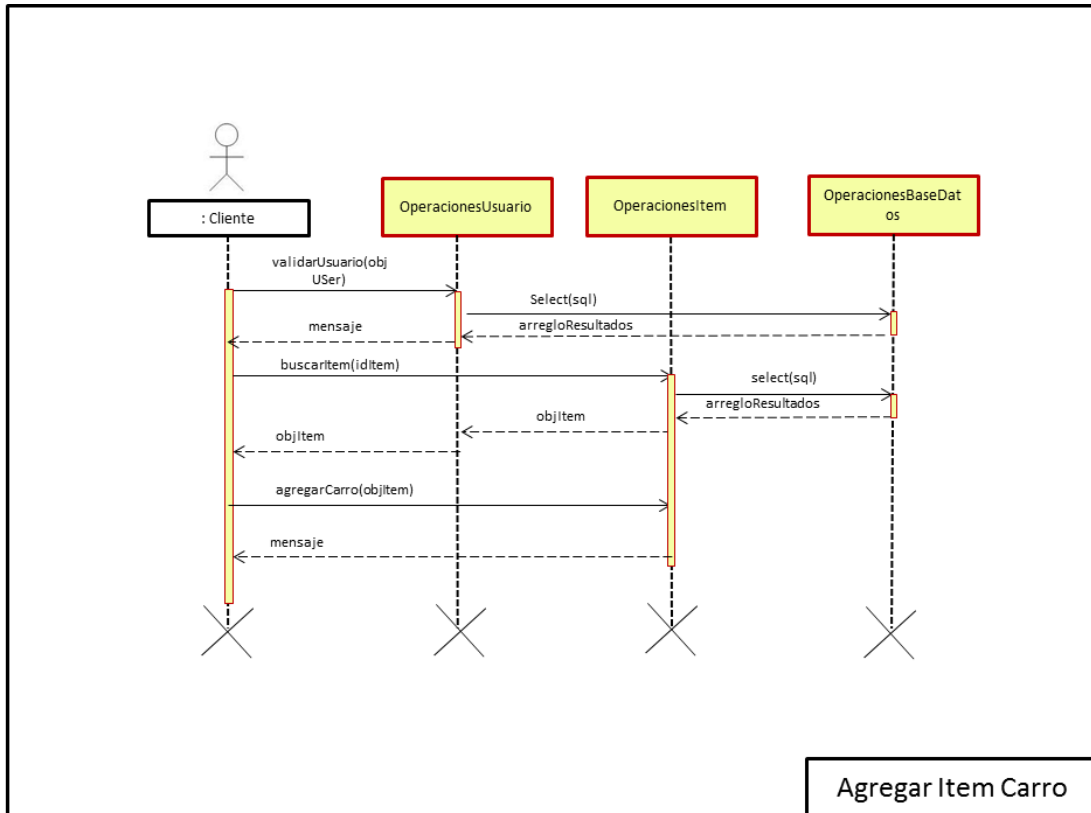 : Cliente
OperacionesUsuario
OperacionesItem
OperacionesBaseDat
os
validarUsuario(obj
USer)
Select(sql)
arregloResultados
mensaje
buscarItem(idItem)
select(sql)
arregloResultados
objItem
objItem
agregarCarro(objItem)
mensaje
Agregar Item Carro